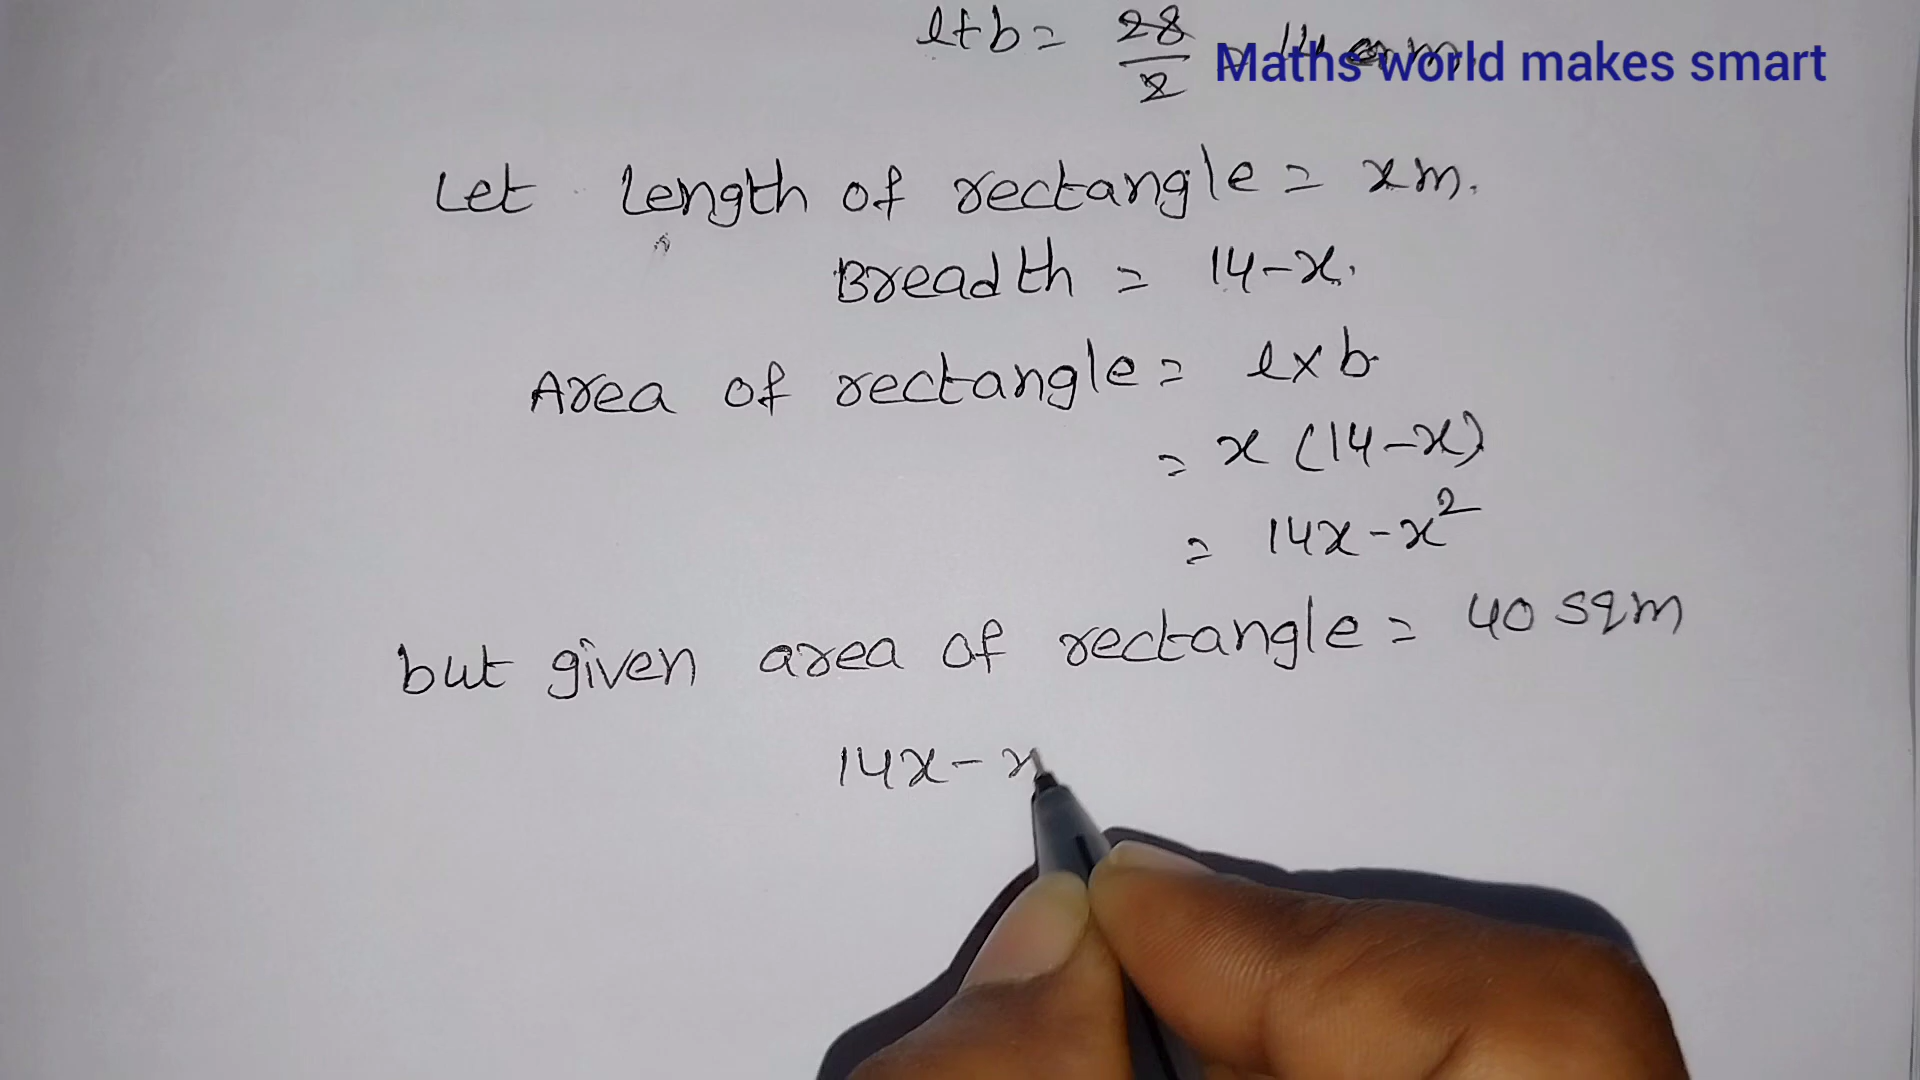 l+b = 28/2 = 14 m.
Maths world makes smart
Let Length of rectangle = x m.
Breadth = 14-x.
Area of rectangle = l×b
= x (14-x)
= 14x-x²
but given area of rectangle = 40 sqm
14x-x